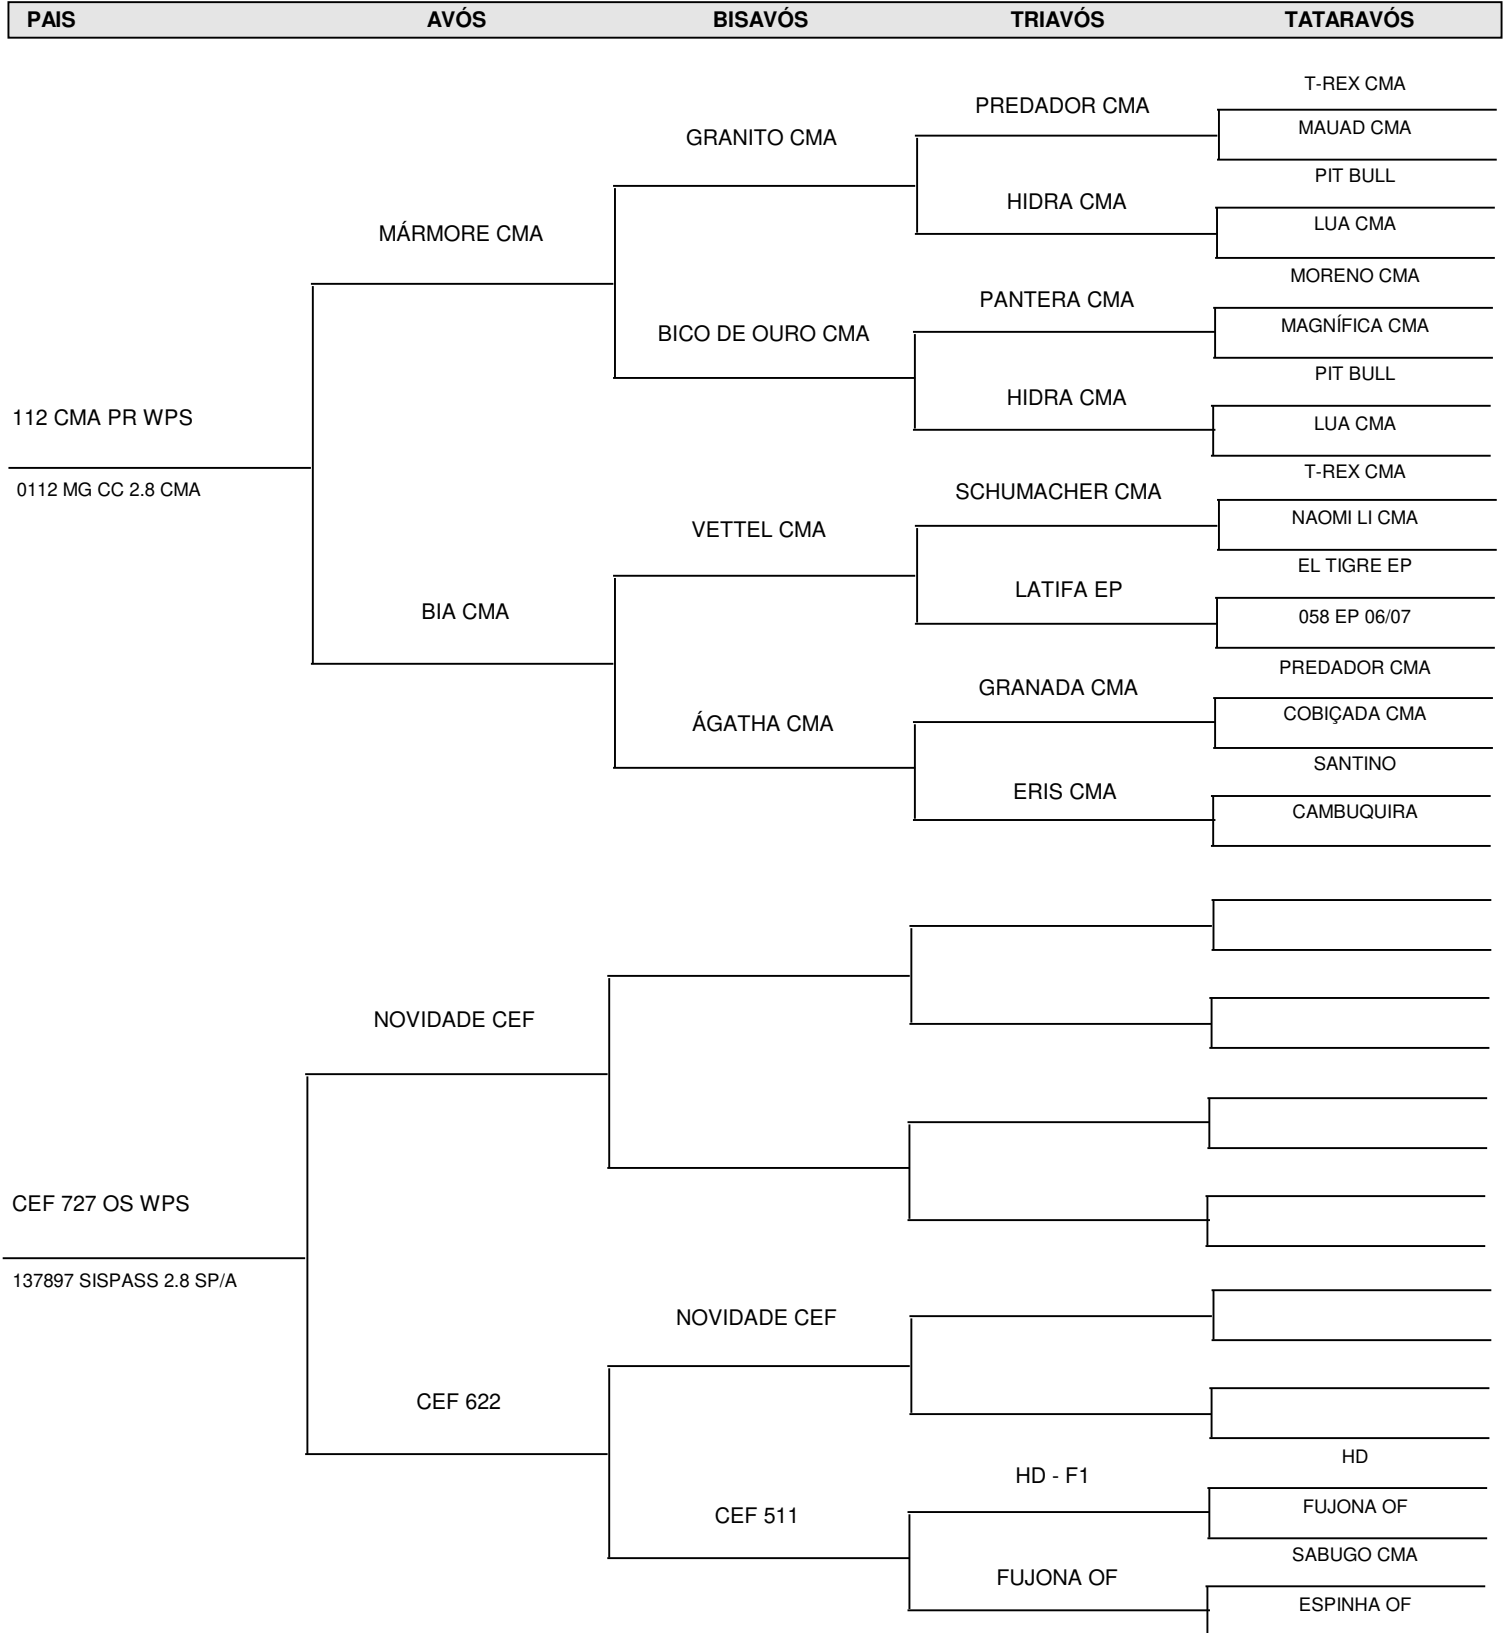 PAIS AVÓS BISAVÓS TRIAVÓS TATARAVÓS
T-REX CMA
PREDADOR CMA
MAUAD CMA
GRANITO CMA
PIT BULL
HIDRA CMA
LUA CMA
MÁRMORE CMA
MORENO CMA
PANTERA CMA
MAGNÍFICA CMA
BICO DE OURO CMA
PIT BULL
HIDRA CMA
LUA CMA
112 CMA PR WPS
0112 MG CC 2.8 CMA
T-REX CMA
SCHUMACHER CMA
NAOMI LI CMA
VETTEL CMA
EL TIGRE EP
LATIFA EP
058 EP 06/07
BIA CMA
PREDADOR CMA
GRANADA CMA
COBIÇADA CMA
ÁGATHA CMA
SANTINO
ERIS CMA
CAMBUQUIRA
NOVIDADE CEF
CEF 727 OS WPS
137897 SISPASS 2.8 SP/A
NOVIDADE CEF
CEF 622
HD
HD - F1
FUJONA OF
CEF 511
SABUGO CMA
FUJONA OF
ESPINHA OF